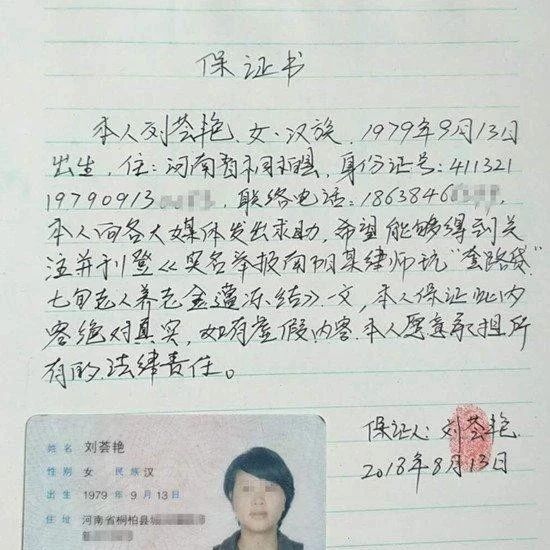 保证书
本人刘荟艳、女、汉族、1979年9月13日
出生，住：河南省桐柏县，身份证号：411321
19790913，联络电话：1863846
本人向各大媒体发出求助，希望能够得到关
注并刊登《实名举报南阳某律师坑“套路贷”
七旬老人养老金遭冻结》一文，本人保证此内
容绝对真实，如有虚假内容，本人愿意承担所
有的法律责任。
保证人：刘荟艳
2018年8月13日
姓名 刘荟艳
性别 女 民族 汉
出生 1979 年 9 月 13 日
住址 河南省桐柏县城